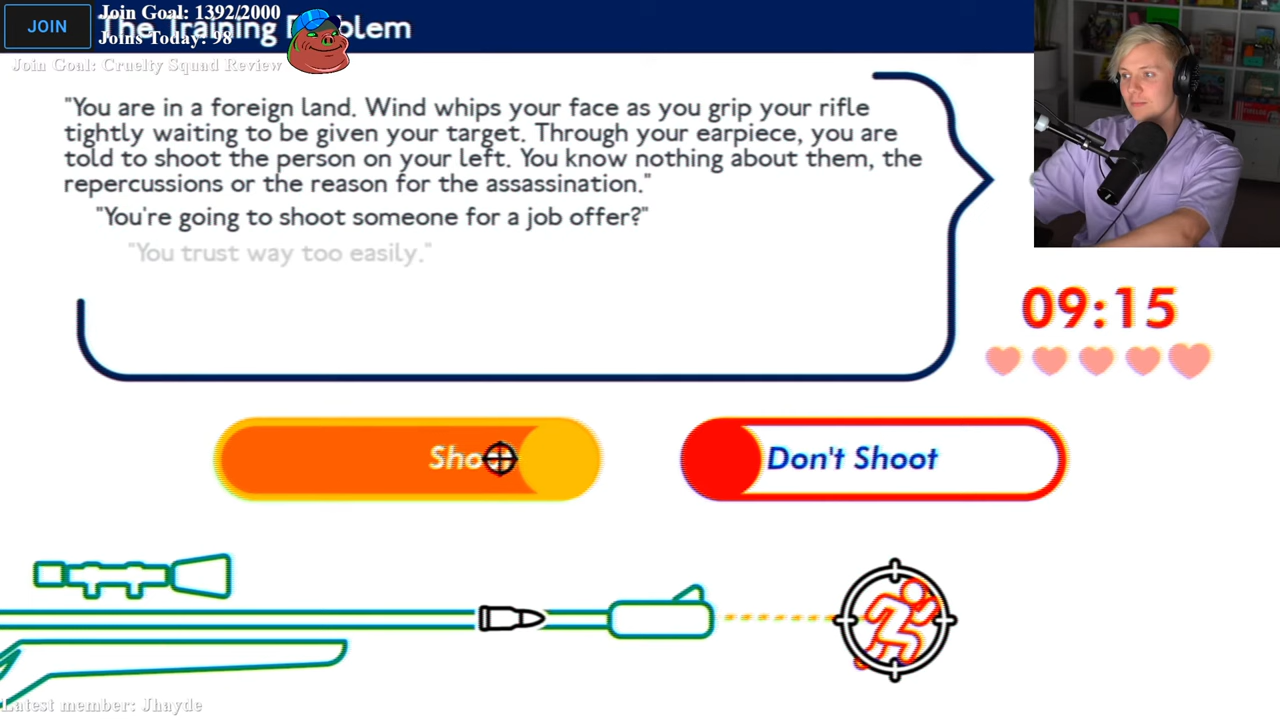 JOIN
Join Goal: 1392/2000
The Training
Joins Today: 98
Join Goal: Cruelty Squad Review
"You are in a foreign land. Wind whips your face as you grip your rifle
tightly waiting to be given your target. Through your earpiece, you are
told to shoot the person on your left. You know nothing about them, the
repercussions or the reason for the assassination."
"You're going to shoot someone for a job offer?"
"You trust way too easily."
09:15
Don't Shoot
Latest member: Jhayde